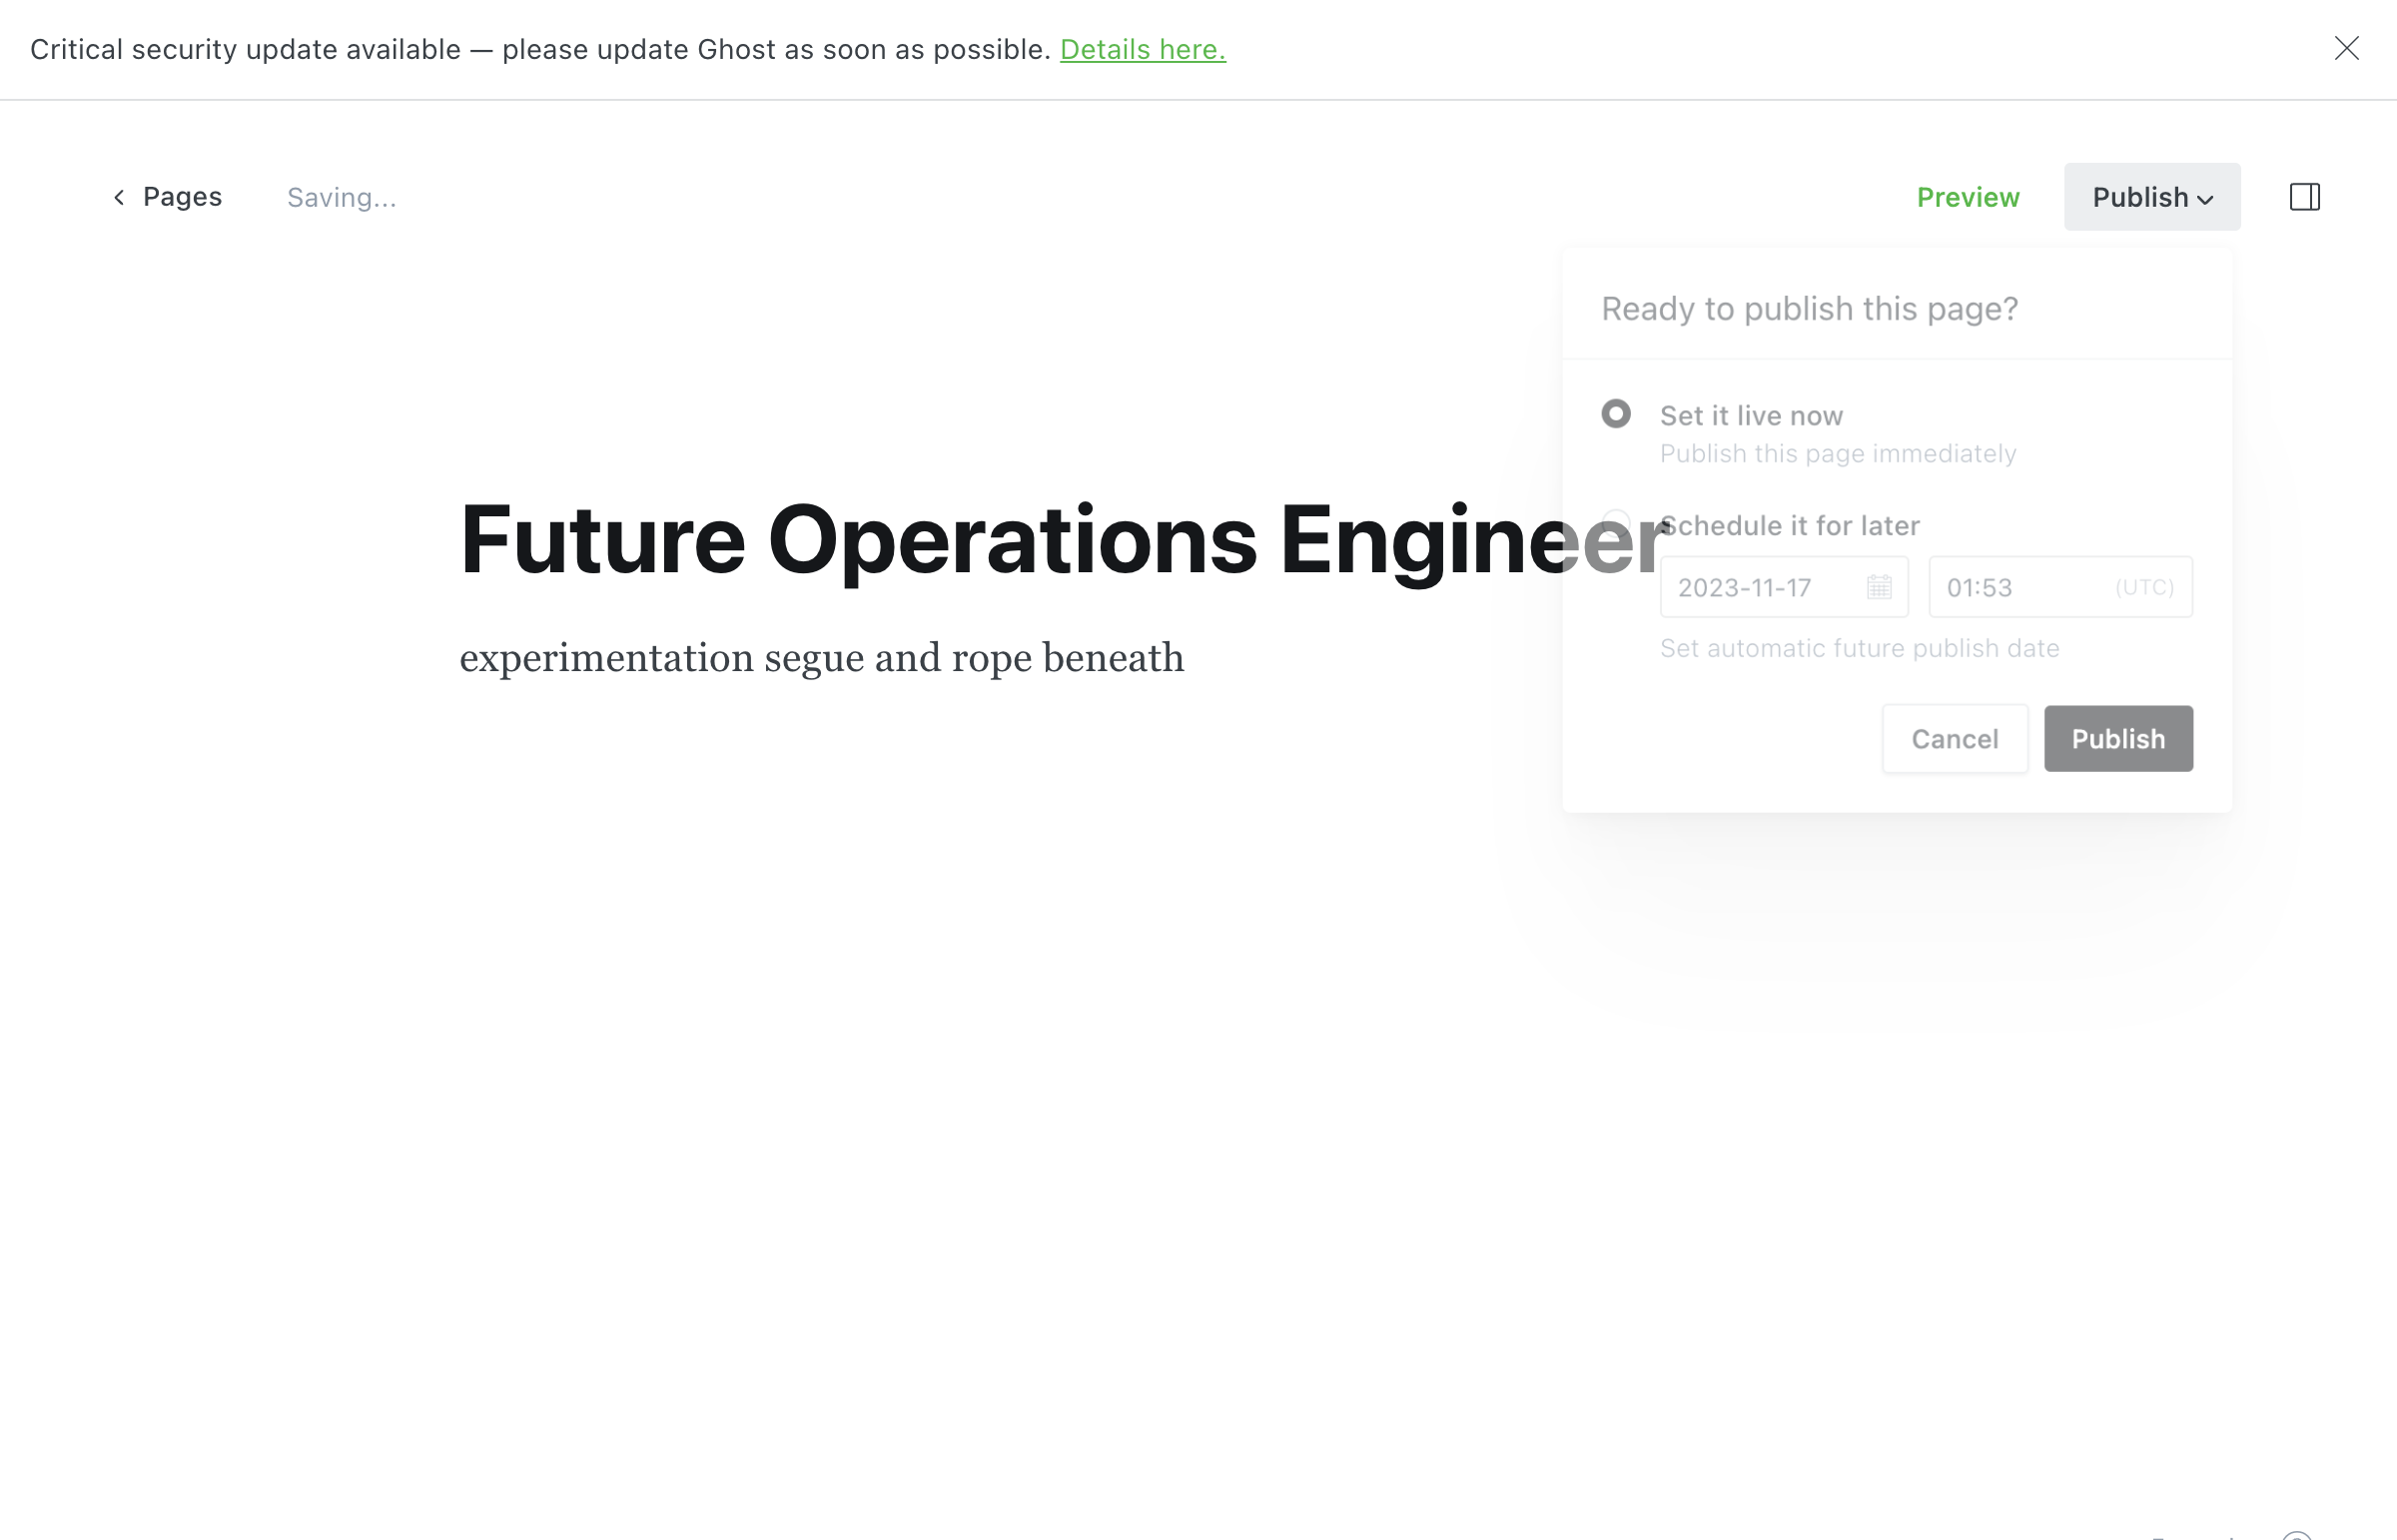 Critical security update available — please update Ghost as soon as possible. Details here.
Pages
Saving...
Preview
Publish
Ready to publish this page?
Set it live now
Publish this page immediately
Schedule it for later
2023-11-17
01:53
(UTC)
Set automatic future publish date
Cancel
Publish
Future Operations Engineer
experimentation segue and rope beneath